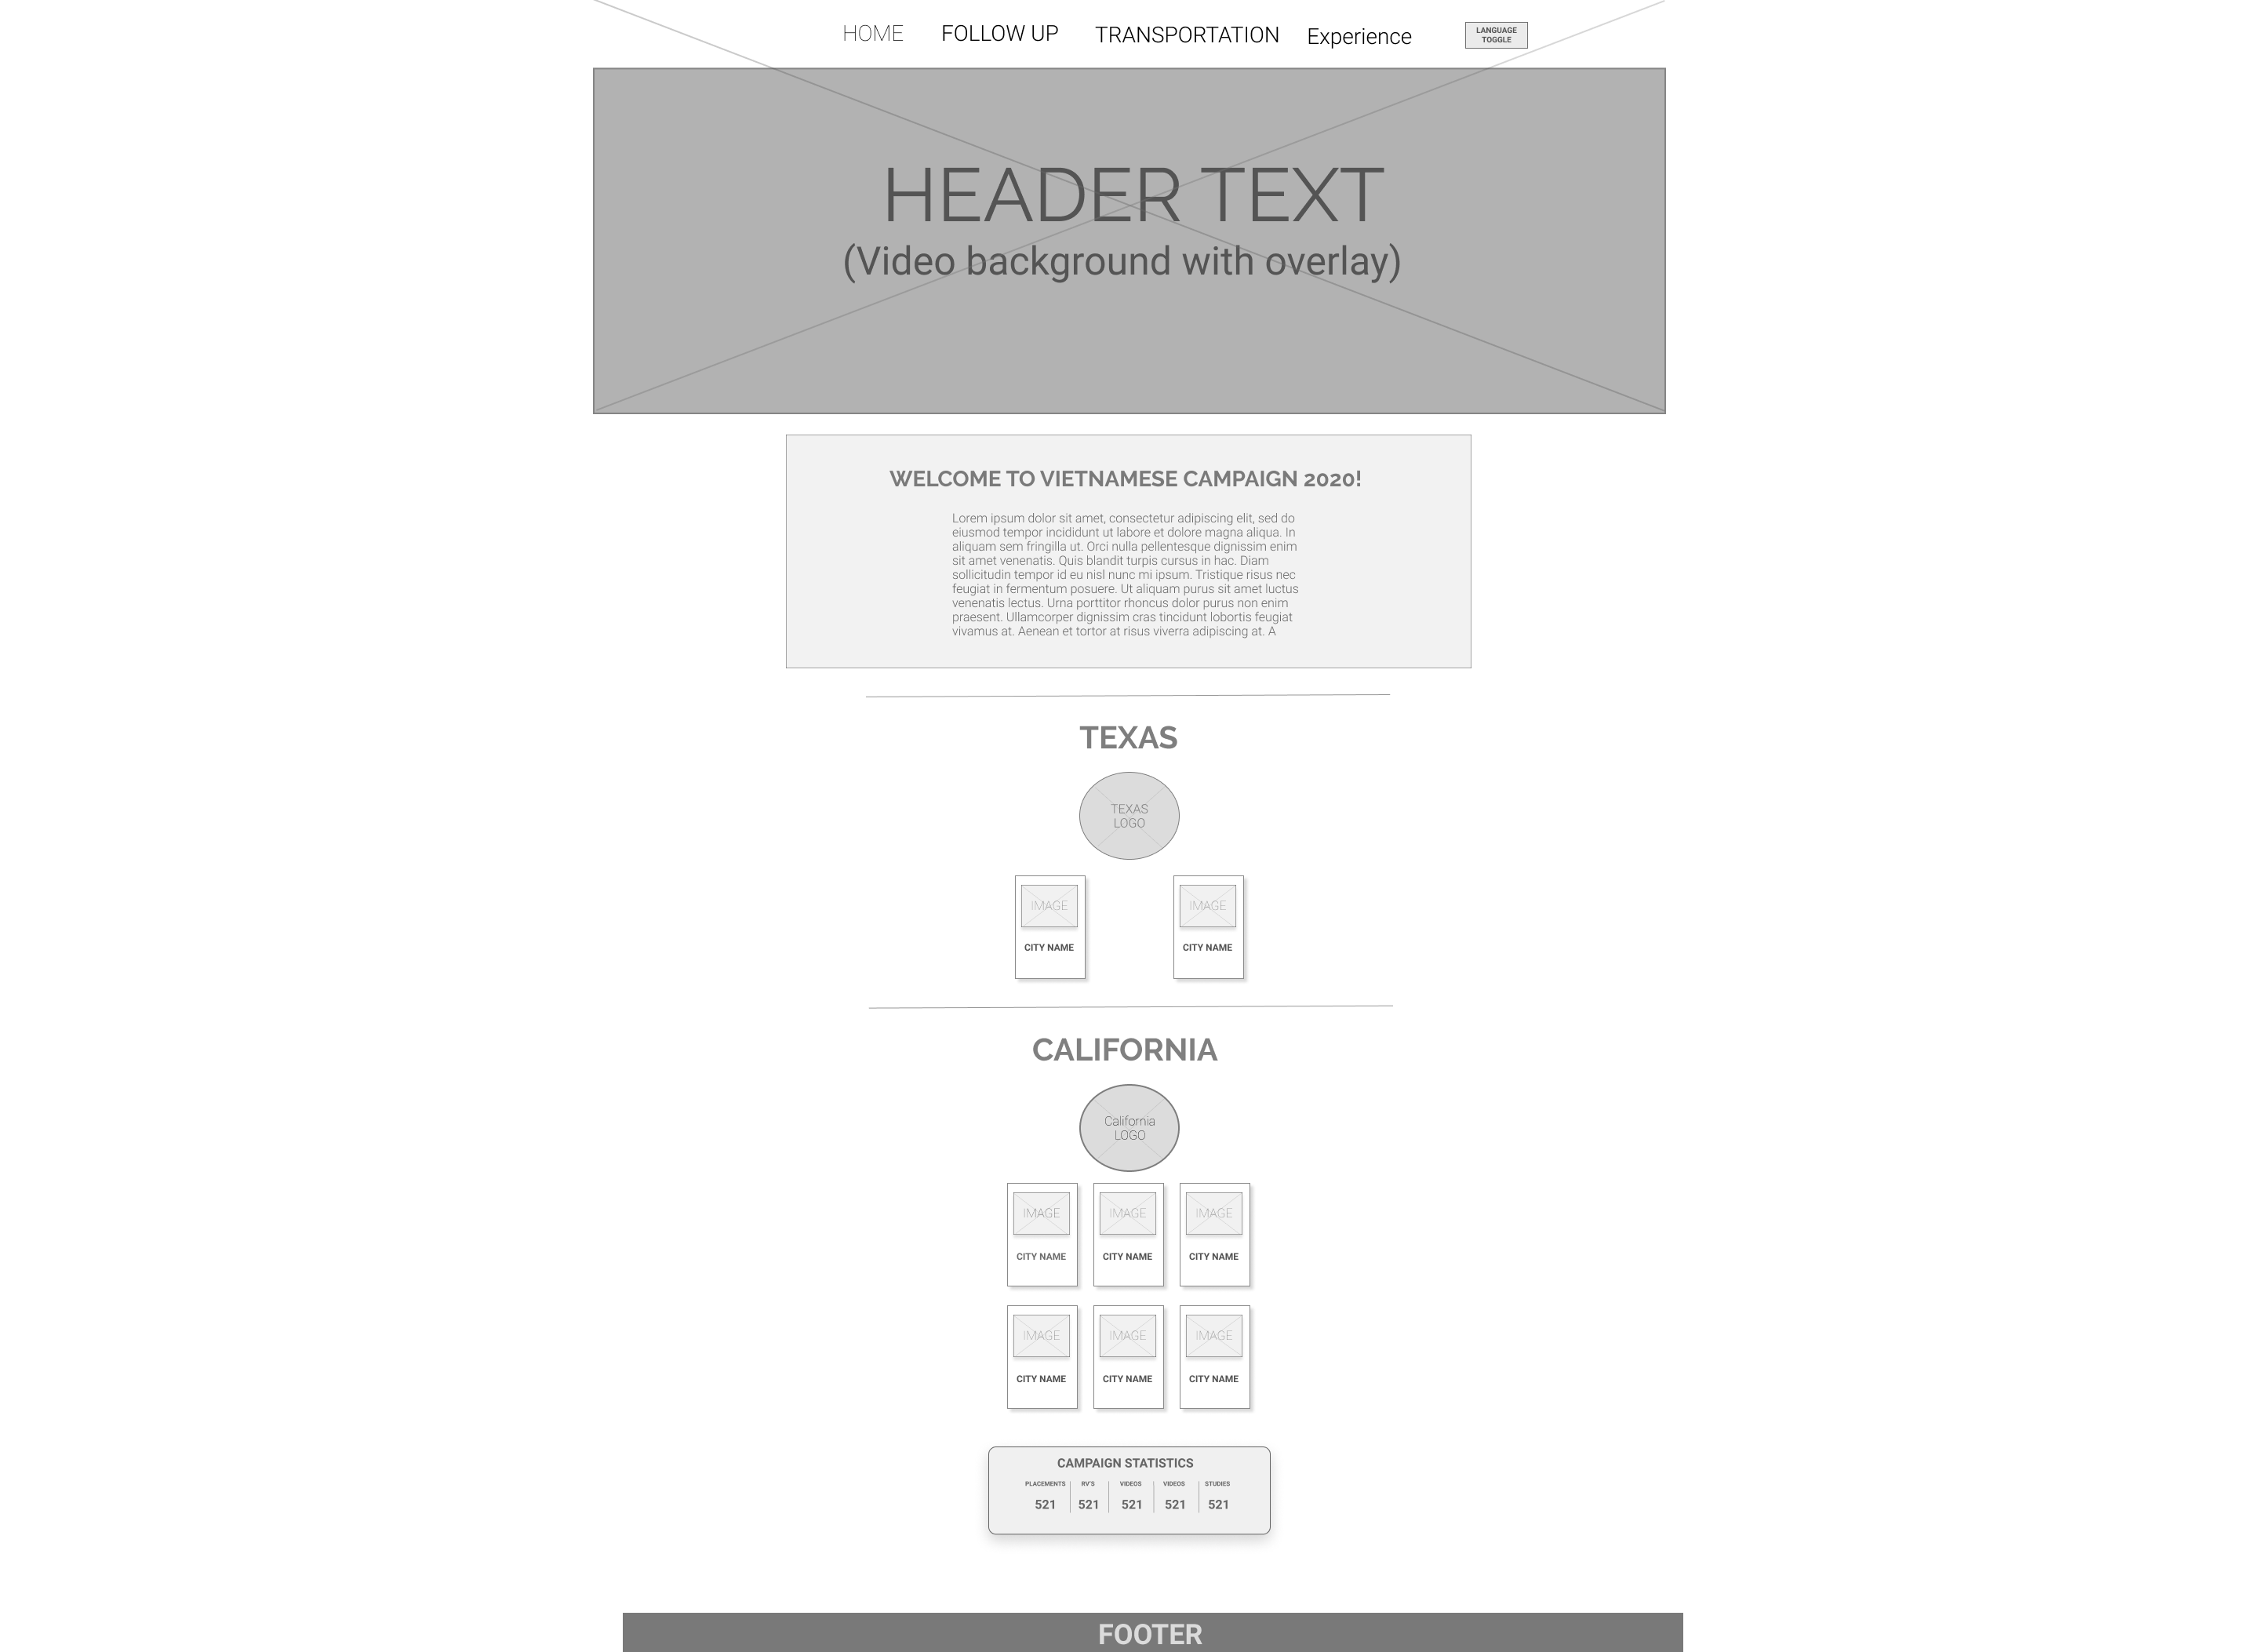 HOME FOLLOW UP TRANSPORTATION Experience LANGUAGE TOGGLE
HEADER TEXT
(Video background with overlay)
WELCOME TO VIETNAMESE CAMPAIGN 2020!
Lorem ipsum dolor sit amet, consectetur adipiscing elit, sed do
eiusmod tempor incididunt ut labore et dolore magna aliqua. In
aliquam sem fringilla ut. Orci nulla pellentesque dignissim enim
sit amet venenatis. Quis blandit turpis cursus in hac. Diam
sollicitudin tempor id eu nisl nunc mi ipsum. Tristique risus nec
feugiat in fermentum posuere. Ut aliquam purus sit amet luctus
venenatis lectus. Urna porttitor rhoncus dolor purus non enim
praesent. Ullamcorper dignissim cras tincidunt lobortis feugiat
vivamus at. Aenean et tortor at risus viverra adipiscing at. A
TEXAS
TEXAS
LOGO
IMAGE IMAGE
CITY NAME CITY NAME
CALIFORNIA
California
LOGO
IMAGE IMAGE IMAGE
CITY NAME CITY NAME CITY NAME
IMAGE IMAGE IMAGE
CITY NAME CITY NAME CITY NAME
CAMPAIGN STATISTICS
PLACEMENTS RV'S VIDEOS VIDEOS STUDIES
521 521 521 521 521
FOOTER